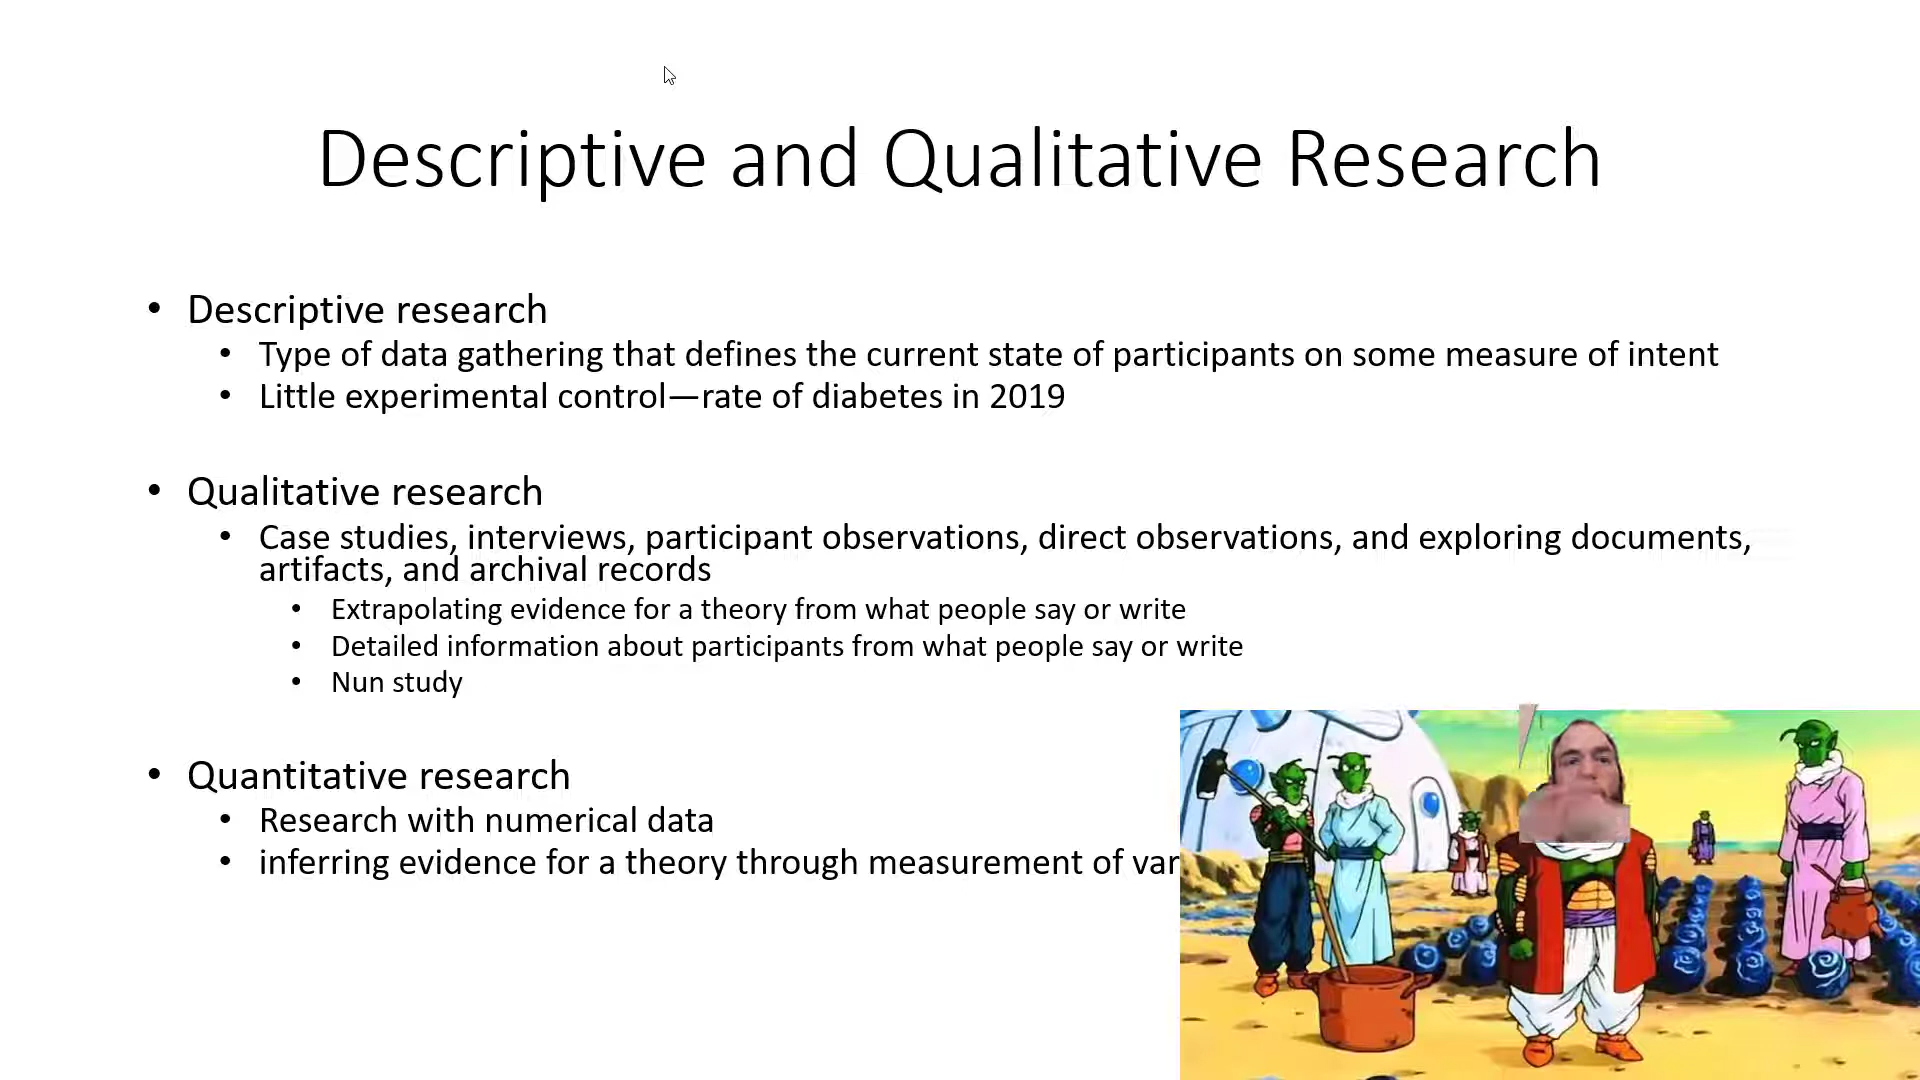 Descriptive and Qualitative Research
• Descriptive research
• Type of data gathering that defines the current state of participants on some measure of intent
• Little experimental control—rate of diabetes in 2019
• Qualitative research
• Case studies, interviews, participant observations, direct observations, and exploring documents,
artifacts, and archival records
• Extrapolating evidence for a theory from what people say or write
• Detailed information about participants from what people say or write
• Nun study
• Quantitative research
• Research with numerical data
• inferring evidence for a theory through measurement of